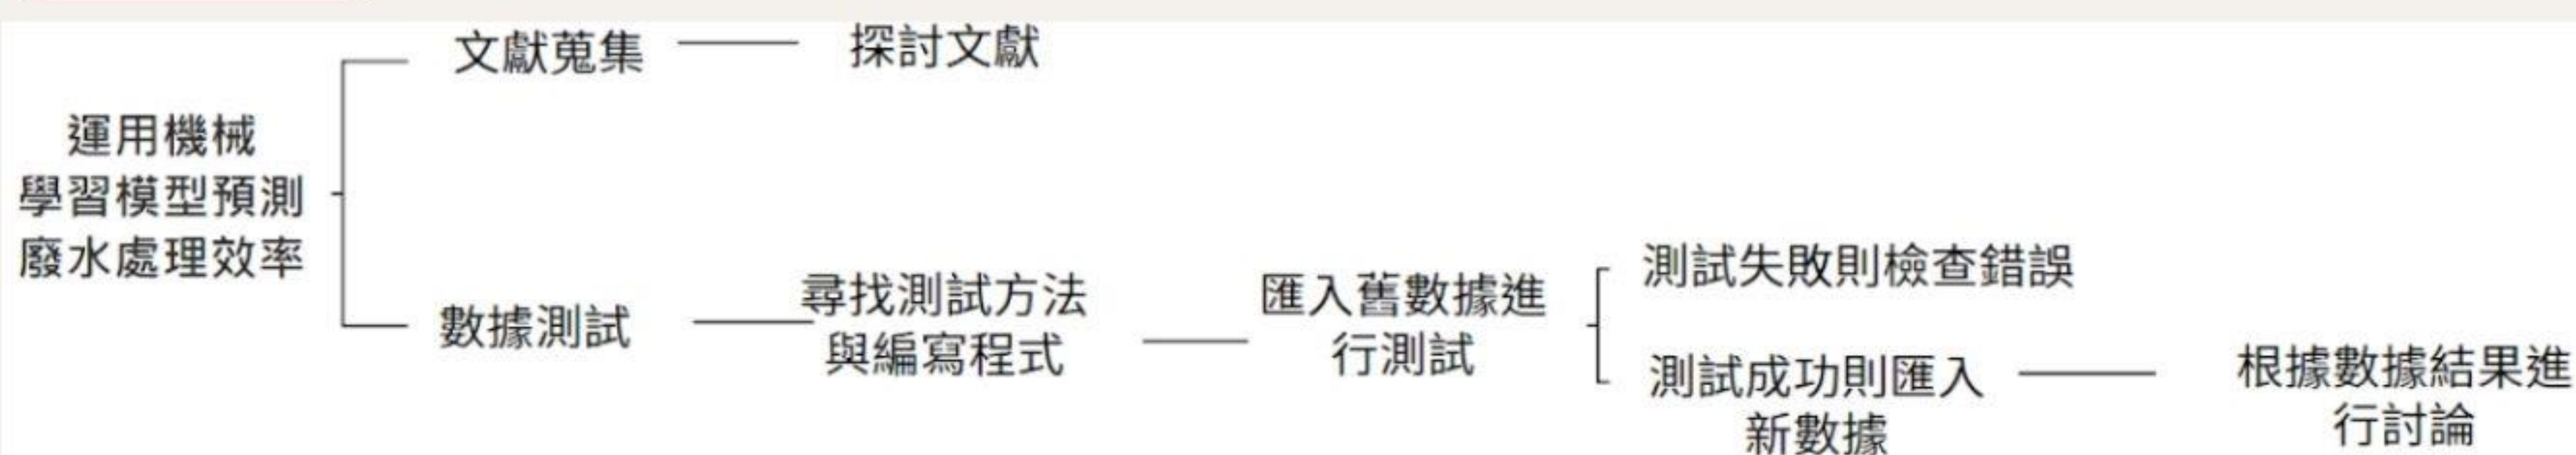 文獻蒐集
探討文獻
運用機械
學習模型預測
廢水處理效率
數據測試
尋找測試方法
與編寫程式
匯入舊數據進
行測試
測試失敗則檢查錯誤
測試成功則匯入
新數據
根據數據結果進
行討論